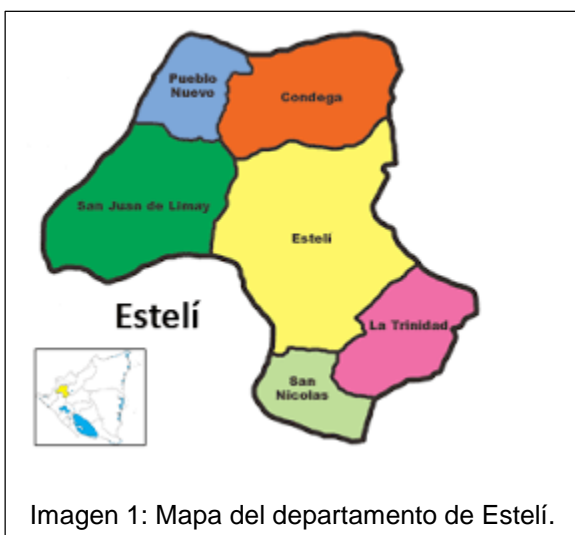 Pueblo
Nuevo
Condega
San Juan de Limay
Estelí
Estelí
La Trinidad
San
Nicolas
Imagen 1: Mapa del departamento de Estelí.